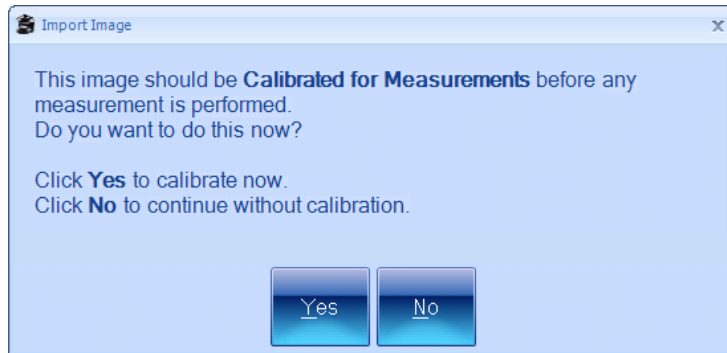 Import Image
x
This image should be Calibrated for Measurements before any
measurement is performed.
Do you want to do this now?
Click Yes to calibrate now.
Click No to continue without calibration.
Yes
No